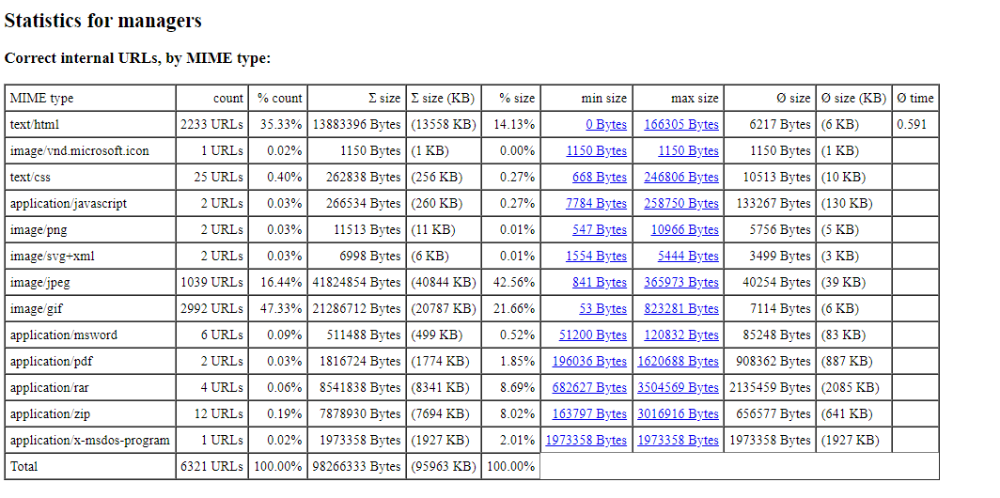 Statistics for managers
Correct internal URLs, by MIME type:
MIME type count % count Σ size Σ size (KB) % size min size max size Ø size Ø size (KB) Ø time
text/html 2233 URLs 35.33% 13883396 Bytes (13558 KB) 14.13% 0 Bytes 166305 Bytes 6217 Bytes (6 KB) 0.591
image/vnd.microsoft.icon 1 URLs 0.02% 1150 Bytes (1 KB) 0.00% 1150 Bytes 1150 Bytes 1150 Bytes (1 KB)
text/css 25 URLs 0.40% 262838 Bytes (256 KB) 0.27% 668 Bytes 246806 Bytes 10513 Bytes (10 KB)
application/javascript 2 URLs 0.03% 266534 Bytes (260 KB) 0.27% 7784 Bytes 258750 Bytes 133267 Bytes (130 KB)
image/png 2 URLs 0.03% 11513 Bytes (11 KB) 0.01% 547 Bytes 10966 Bytes 5756 Bytes (5 KB)
image/svg+xml 2 URLs 0.03% 6998 Bytes (6 KB) 0.01% 1554 Bytes 5444 Bytes 3499 Bytes (3 KB)
image/jpeg 1039 URLs 16.44% 41824854 Bytes (40844 KB) 42.56% 841 Bytes 365973 Bytes 40254 Bytes (39 KB)
image/gif 2992 URLs 47.33% 21286712 Bytes (20787 KB) 21.66% 53 Bytes 823281 Bytes 7114 Bytes (6 KB)
application/msword 6 URLs 0.09% 511488 Bytes (499 KB) 0.52% 51200 Bytes 120832 Bytes 85248 Bytes (83 KB)
application/pdf 2 URLs 0.03% 1816724 Bytes (1774 KB) 1.85% 196036 Bytes 1620688 Bytes 908362 Bytes (887 KB)
application/rar 4 URLs 0.06% 8541838 Bytes (8341 KB) 8.69% 682627 Bytes 3504569 Bytes 2135459 Bytes (2085 KB)
application/zip 12 URLs 0.19% 7878930 Bytes (7694 KB) 8.02% 163797 Bytes 3016916 Bytes 656577 Bytes (641 KB)
application/x-msdos-program 1 URLs 0.02% 1973358 Bytes (1927 KB) 2.01% 1973358 Bytes 1973358 Bytes 1973358 Bytes (1927 KB)
Total 6321 URLs 100.00% 98266333 Bytes (95963 KB) 100.00%